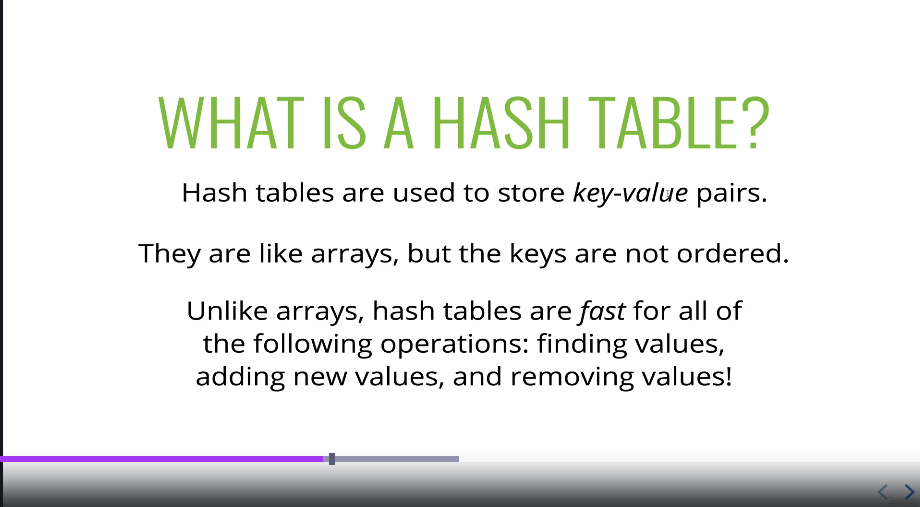 WHAT IS A HASH TABLE?
Hash tables are used to store key-value pairs.
They are like arrays, but the keys are not ordered.
Unlike arrays, hash tables are fast for all of
the following operations: finding values,
adding new values, and removing values!